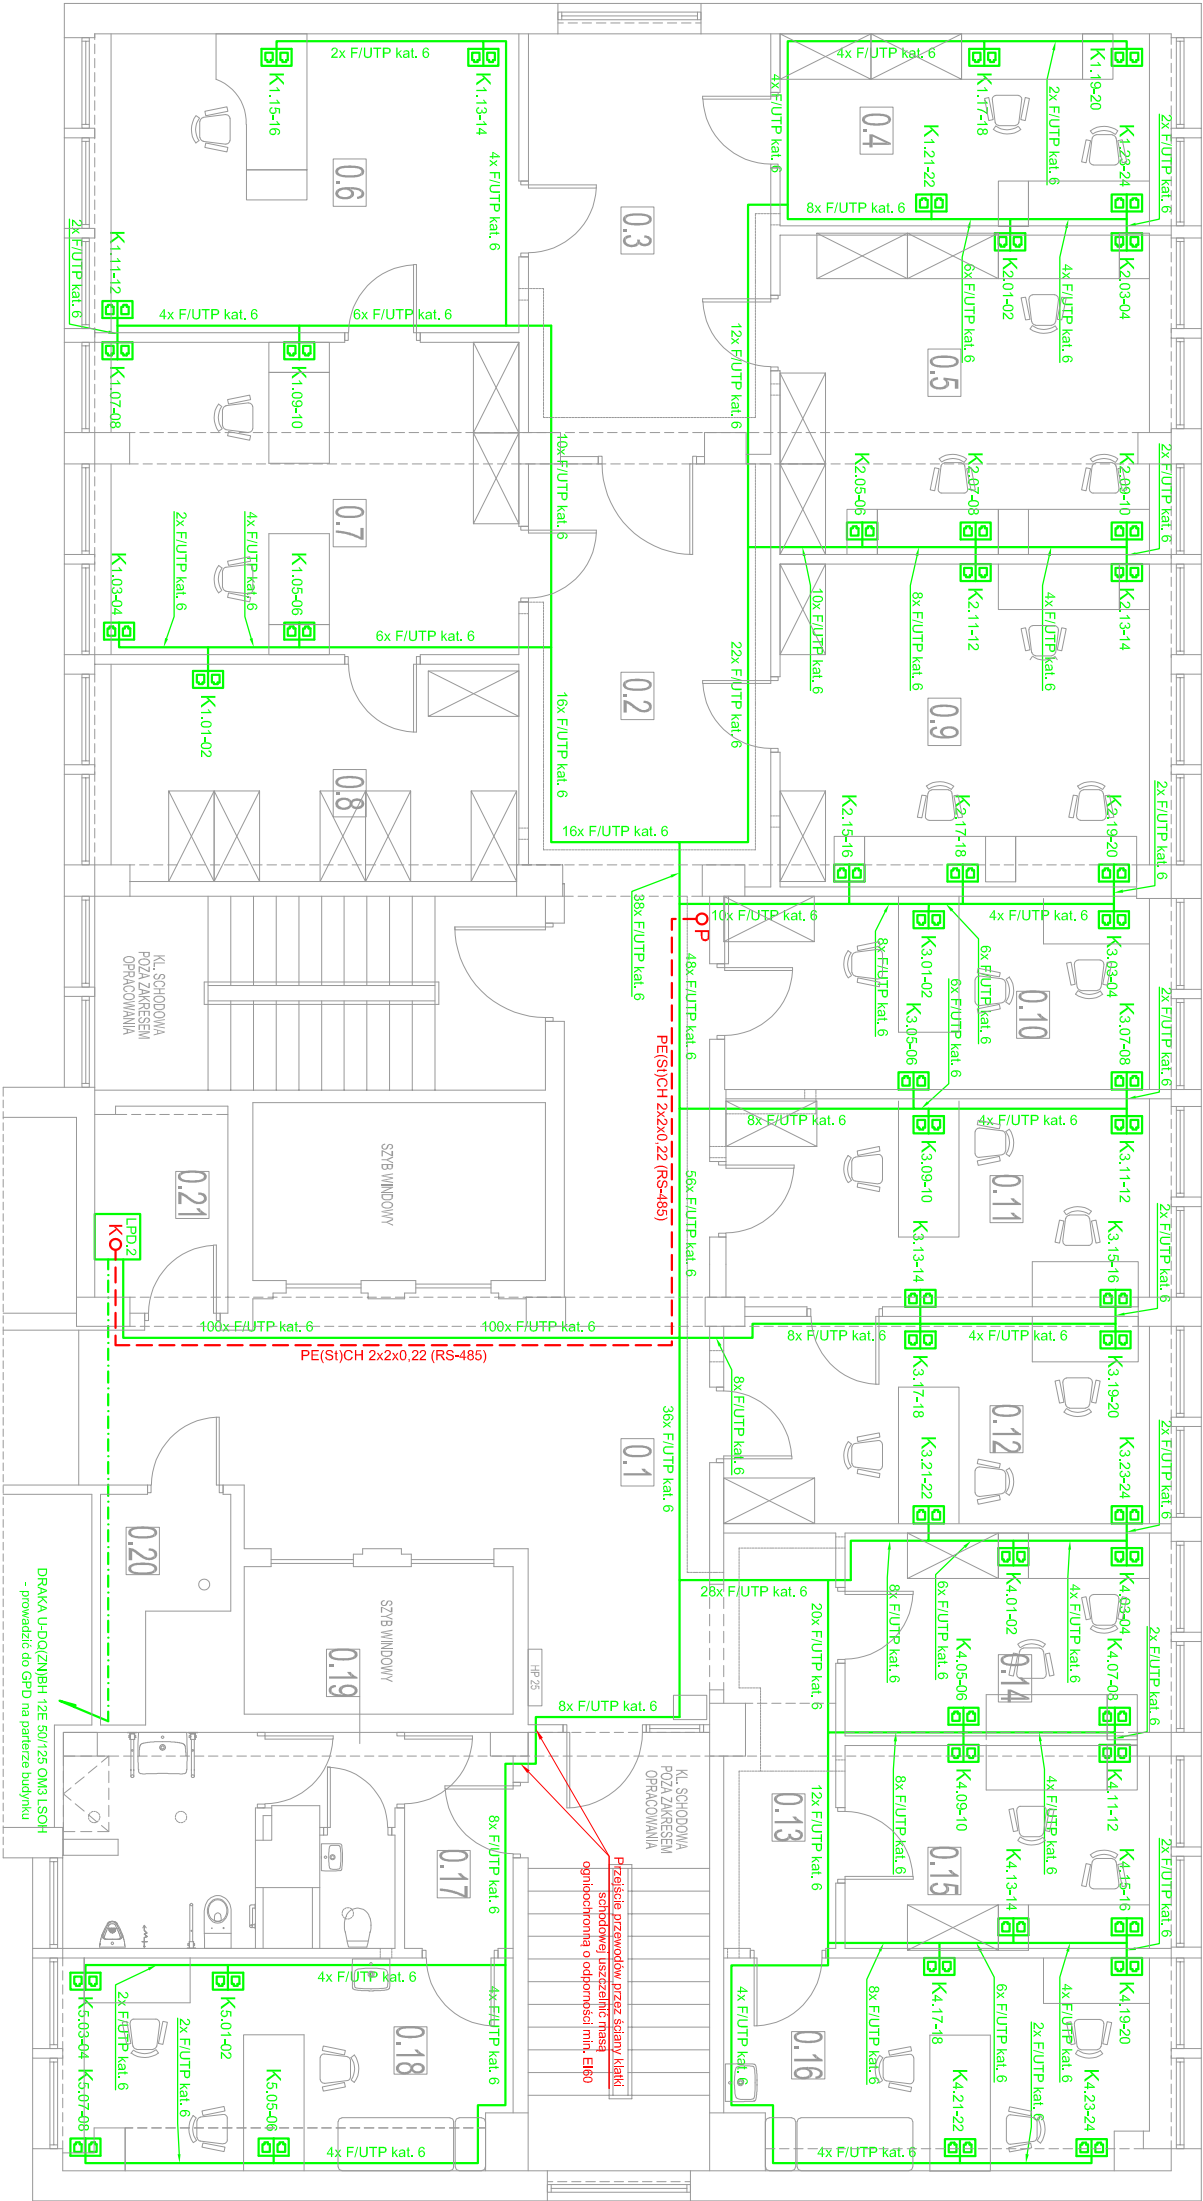 2x F/UTP kat. 6
K1.15-16
K1.13-14
4x F/UTP kat. 6
0.6
K1.11-12
2x F/UTP kat. 6
4x F/UTP kat. 6
6x F/UTP kat. 6
K1.07-08
K1.09-10
10x F/UTP kat. 6
0.7
2x F/UTP kat. 6
4x F/UTP kat. 6
K1.03-04
K1.05-06
6x F/UTP kat. 6
K1.01-02
16x F/UTP kat. 6
0.8
16x F/UTP kat. 6
0.3
0.2
4x F/UTP kat. 6
4x F/UTP kat. 6
K1.17-18
K1.19-20
2x F/UTP kat. 6
0.4
K1.21-22
K1.23-24
2x F/UTP kat. 6
8x F/UTP kat. 6
K2.01-02
K2.03-04
6x F/UTP kat. 6
4x F/UTP kat. 6
12x F/UTP kat. 6
0.5
K2.05-06
K2.07-08
K2.09-10
2x F/UTP kat. 6
K2.11-12
K2.13-14
10x F/UTP kat. 6
8x F/UTP kat. 6
4x F/UTP kat. 6
22x F/UTP kat. 6
0.9
K2.15-16
K2.17-18
K2.19-20
2x F/UTP kat. 6
38x F/UTP kat. 6
P
10x F/UTP kat. 6
4x F/UTP kat. 6
8x F/UTP kat. 6
K3.01-02
6x F/UTP kat. 6
K3.03-04
48x F/UTP kat. 6
0.10
K3.05-06
6x F/UTP kat. 6
K3.07-08
2x F/UTP kat. 6
8x F/UTP kat. 6
4x F/UTP kat. 6
K3.09-10
K3.11-12
PE(St)CH 2x2x0,22 (RS-485)
56x F/UTP kat. 6
0.11
K3.13-14
K3.15-16
2x F/UTP kat. 6
8x F/UTP kat. 6
4x F/UTP kat. 6
K3.17-18
K3.19-20
8x F/UTP kat. 6
0.12
K3.21-22
K3.23-24
2x F/UTP kat. 6
KL. SCHODOWA
POZA ZAKRESEM
OPRACOWANIA
SZYB WINDOWY
0.21
LPD.2
K
100x F/UTP kat. 6
100x F/UTP kat. 6
PE(St)CH 2x2x0,22 (RS-485)
0.1
36x F/UTP kat. 6
0.20
SZYB WINDOWY
0.19
HP 25
DRAKA U-DQ(ZN)BH 12E 50/125 OM3 LSOH
- prowadzić do GPD na parterze budynku
28x F/UTP kat. 6
8x F/UTP kat. 6
6x F/UTP kat. 6
4x F/UTP kat. 6
K4.01-02
K4.03-04
20x F/UTP kat. 6
0.14
K4.05-06
K4.07-08
2x F/UTP kat. 6
8x F/UTP kat. 6
K4.09-10
K4.11-12
8x F/UTP kat. 6
4x F/UTP kat. 6
KL. SCHODOWA
POZA ZAKRESEM
OPRACOWANIA
0.13
12x F/UTP kat. 6
0.15
K4.13-14
K4.15-16
2x F/UTP kat. 6
8x F/UTP kat. 6
0.17
Przejście przewodów przez ściany klatki
schodowej uszczelnić masą
ogniochronną o odporności min. EI60
K4.17-18
K4.19-20
8x F/UTP kat. 6
6x F/UTP kat. 6
4x F/UTP kat. 6
4x F/UTP kat. 6
0.16
2x F/UTP kat. 6
K4.21-22
K4.23-24
4x F/UTP kat. 6
4x F/UTP kat. 6
4x F/UTP kat. 6
K5.03-04
K5.01-02
2x F/UTP kat. 6
2x F/UTP kat. 6
0.18
K5.07-08
K5.05-06
4x F/UTP kat. 6